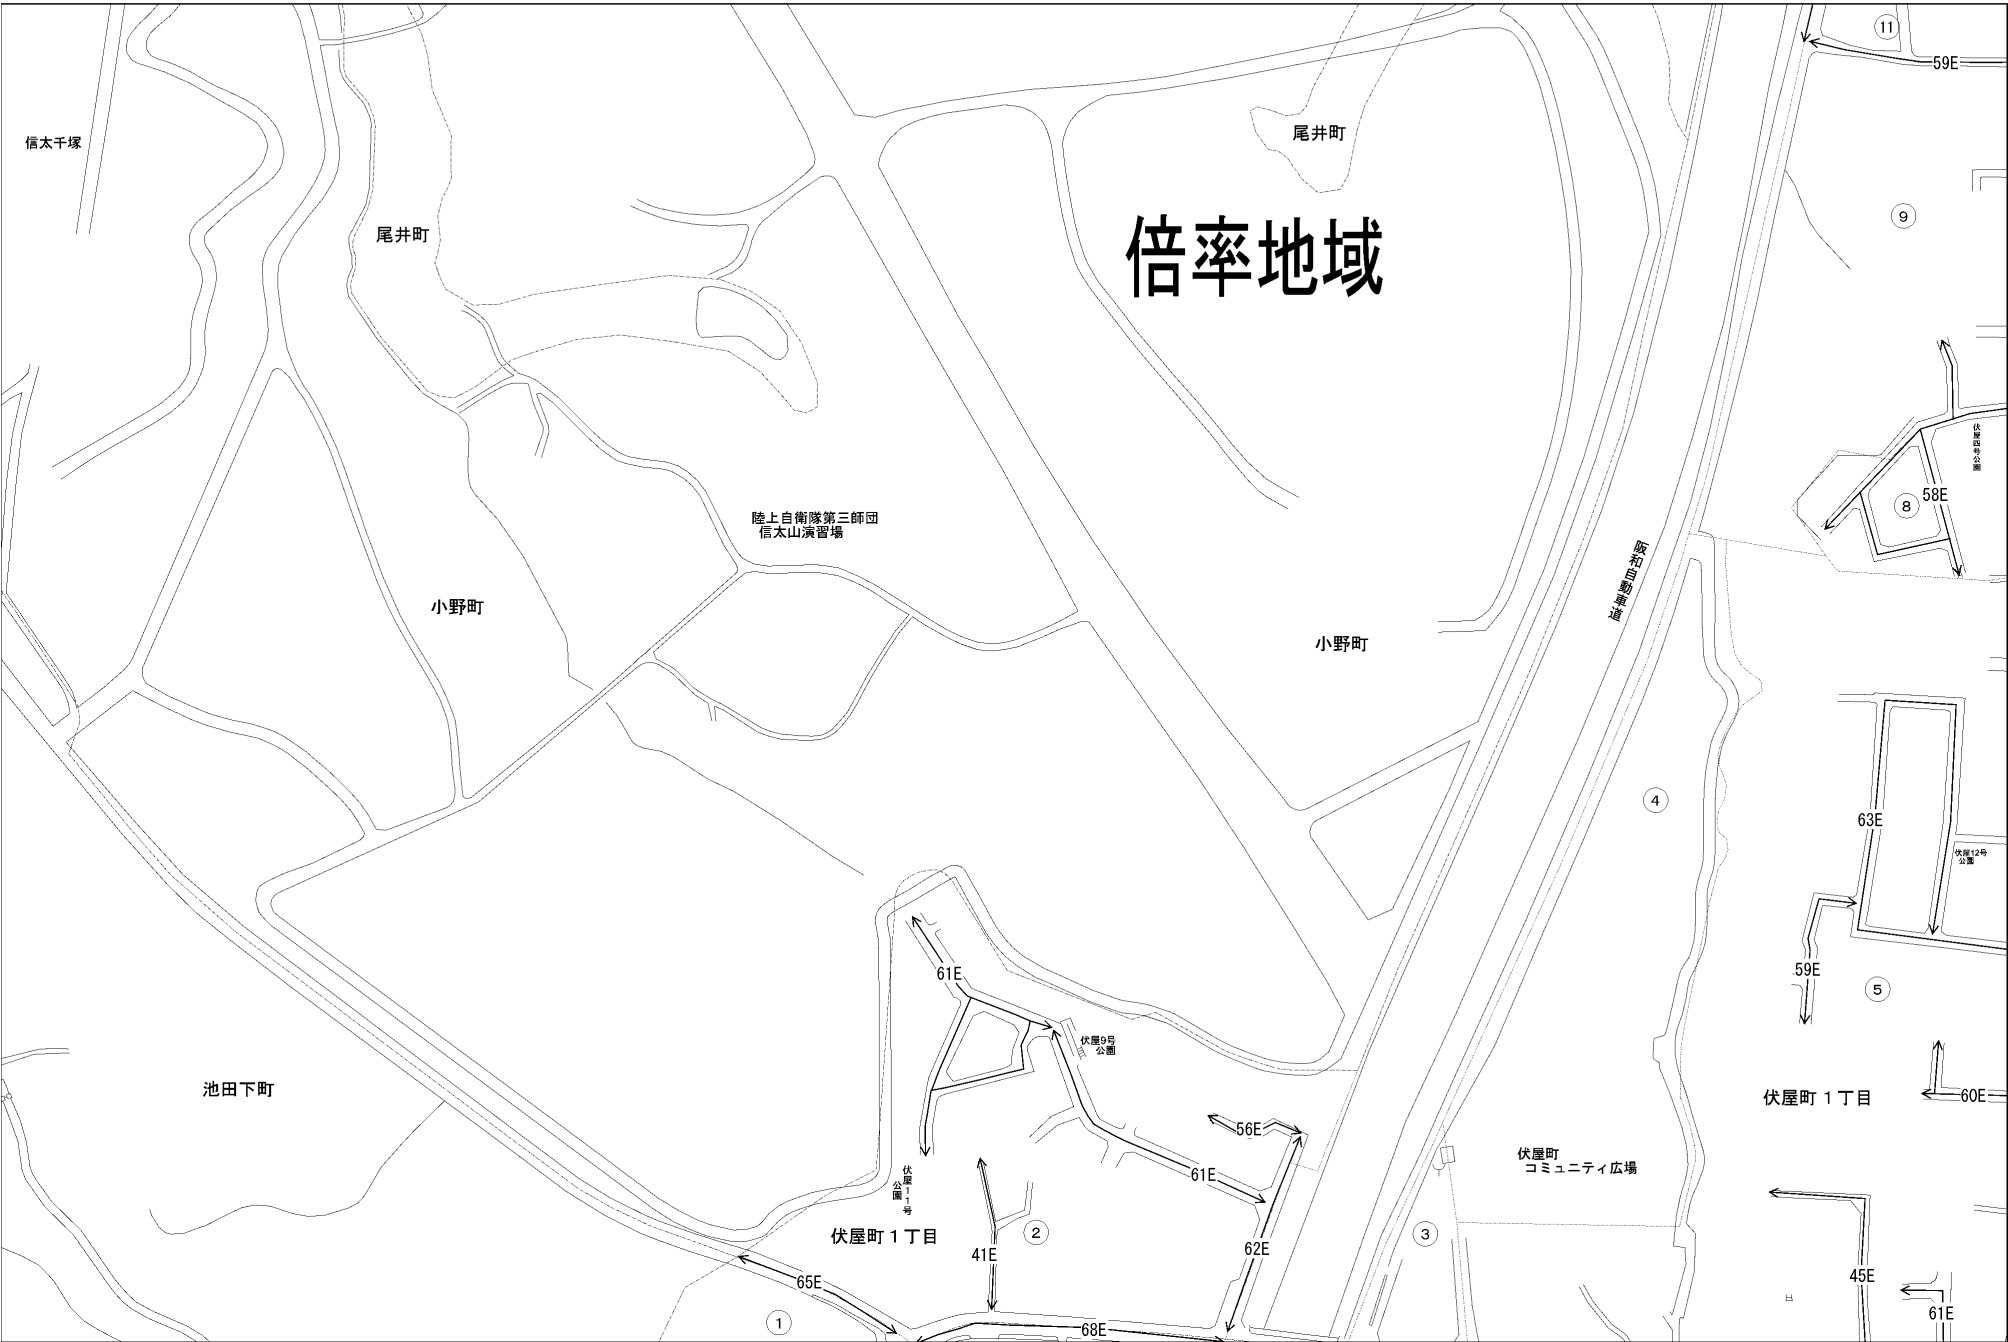 11
59E
信太千塚
尾井町
9
尾井町
倍率地域
伏屋四号公園
58E
8
陸上自衛隊第三師団
信太山演習場
阪和自動車道
小野町
小野町
4
63E
伏屋12号
公園
61E
59E
5
伏屋9号
公園
池田下町
伏屋町1丁目
60E
56E
伏屋町
コミュニティ広場
61E
伏屋11号
公園
伏屋町1丁目
2
3
41E
62E
65E
45E
61E
1
68E